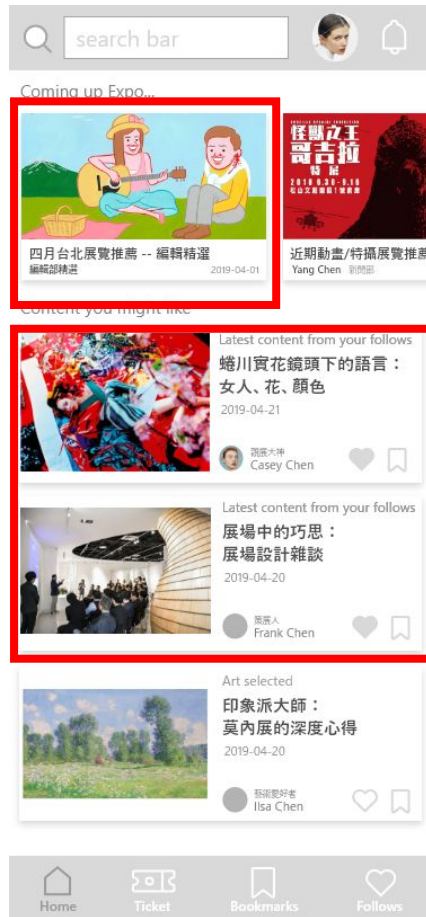 search bar
Coming up Expo...
怪獸之王
哥吉拉
特展
四月台北展覽推薦 -- 編輯精選
編輯部精選 2019-04-01
近期動畫/特攝展覽推薦
Yang Chen 新聞部
Content you might like
Latest content from your follows
蜷川實花鏡頭下的語言：
女人、花、顏色
2019-04-21
觀展大神
Casey Chen
Latest content from your follows
展場中的巧思：
展場設計雜談
2019-04-20
Frank Chen
Art selected
印象派大師：
莫內展的深度心得
2019-04-20
藝術愛好者
Ilsa Chen
Home
Ticket
Bookmarks
Follows